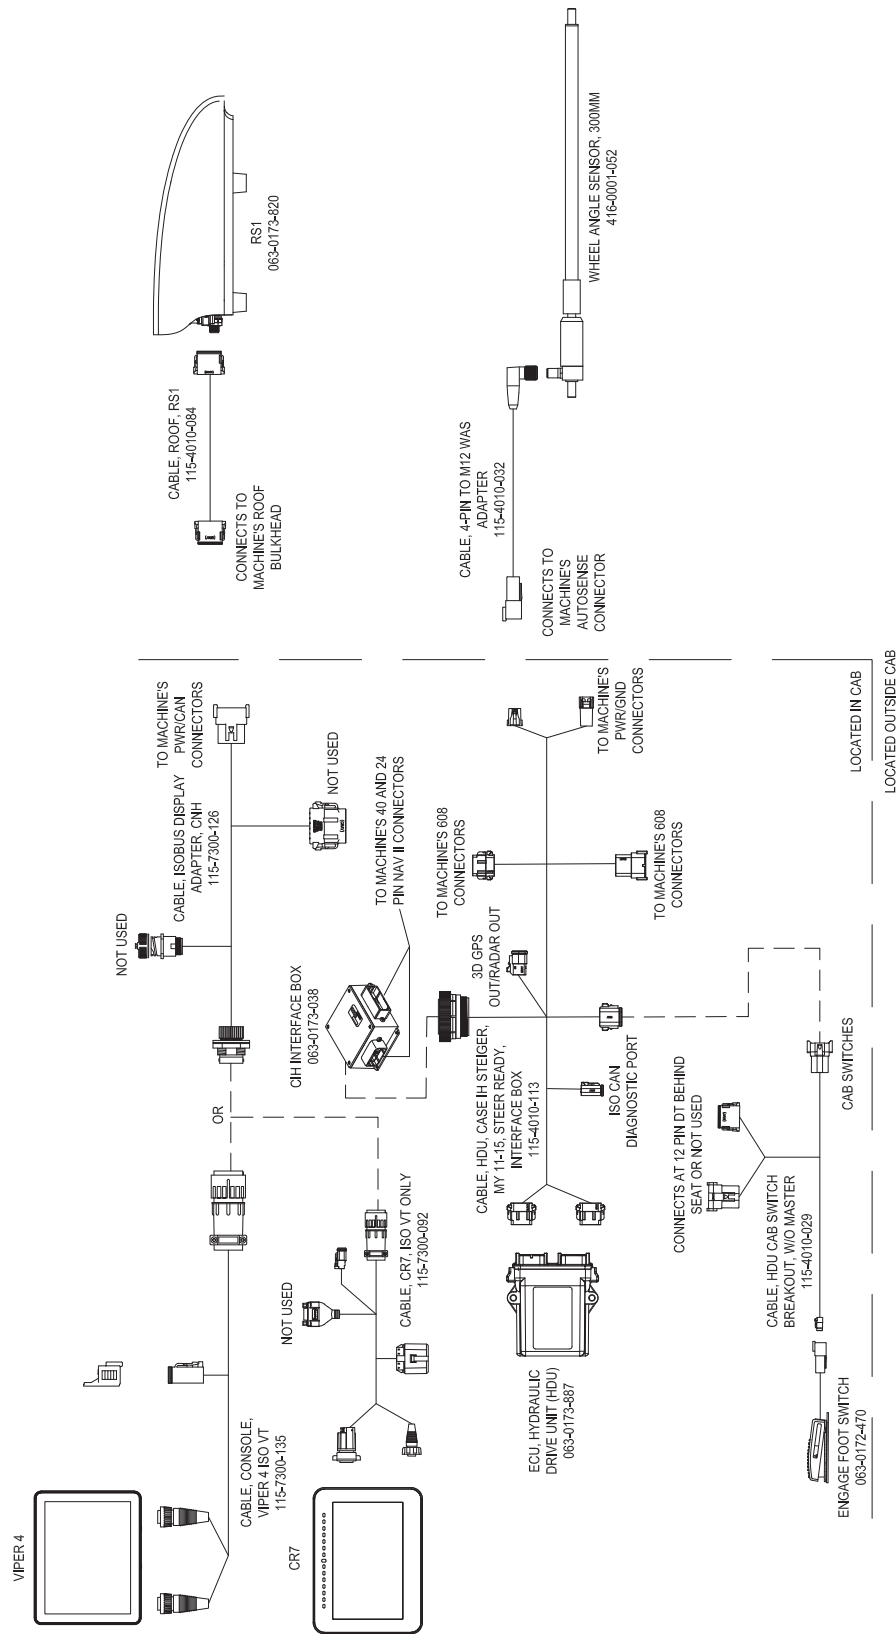 VIPER 4
CABLE, CONSOLE,
VIPER 4 ISO VT
115-7300-135
OR
NOT USED
CABLE, ISOBUS DISPLAY
ADAPTER, CNH
115-7300-126
TO MACHINE'S
PWR/CAN
CONNECTORS
NOT USED
CONNECTS TO
MACHINE'S ROOF
BULKHEAD
CABLE, ROOF, RS1
115-4010-084
RS1
063-0173-820
CR7
NOT USED
CABLE, CR7, ISO VT ONLY
115-7300-092
CIH INTERFACE BOX
063-0173-038
TO MACHINE'S 40 AND 24
PIN NAV II CONNECTORS
ECU, HYDRAULIC
DRIVE UNIT (HDU)
063-0173-887
CABLE, HDU, CASE IH STEIGER,
MY 11-15, STEER READY,
INTERFACE BOX
115-4010-113
3D GPS
OUT/RADAR OUT
TO MACHINE'S 608
CONNECTORS
ISO CAN
DIAGNOSTIC PORT
TO MACHINE'S 608
CONNECTORS
TO MACHINE'S
PWR/GND
CONNECTORS
CONNECTS TO
MACHINE'S
AUTOSENSE
CONNECTOR
CABLE, 4-PIN TO M12 WAS
ADAPTER
115-4010-032
WHEEL ANGLE SENSOR, 300MM
416-0001-052
ENGAGE FOOT SWITCH
063-0172-470
CABLE, HDU CAB SWITCH
BREAKOUT, W/O MASTER
115-4010-029
CONNECTS AT 12 PIN DT BEHIND
SEAT OR NOT USED
CAB SWITCHES
LOCATED IN CAB
LOCATED OUTSIDE CAB